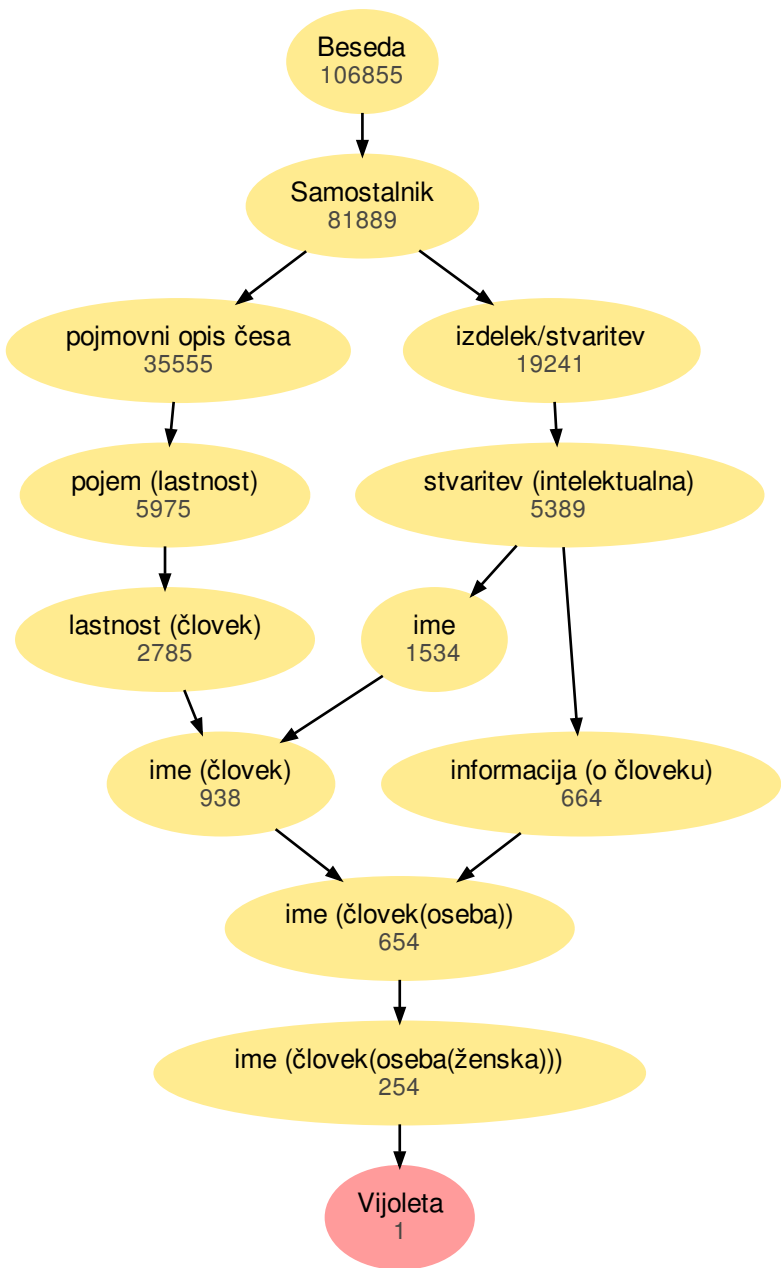 Beseda
106855
Samostalnik
81889
pojmovni opis česa
35555
izdelek/stvaritev
19241
pojem (lastnost)
5975
stvaritev (intelektualna)
5389
lastnost (človek)
2785
ime
1534
ime (človek)
938
informacija (o človeku)
664
ime (človek(oseba))
654
ime (človek(oseba(ženska)))
254
Vijoleta
1